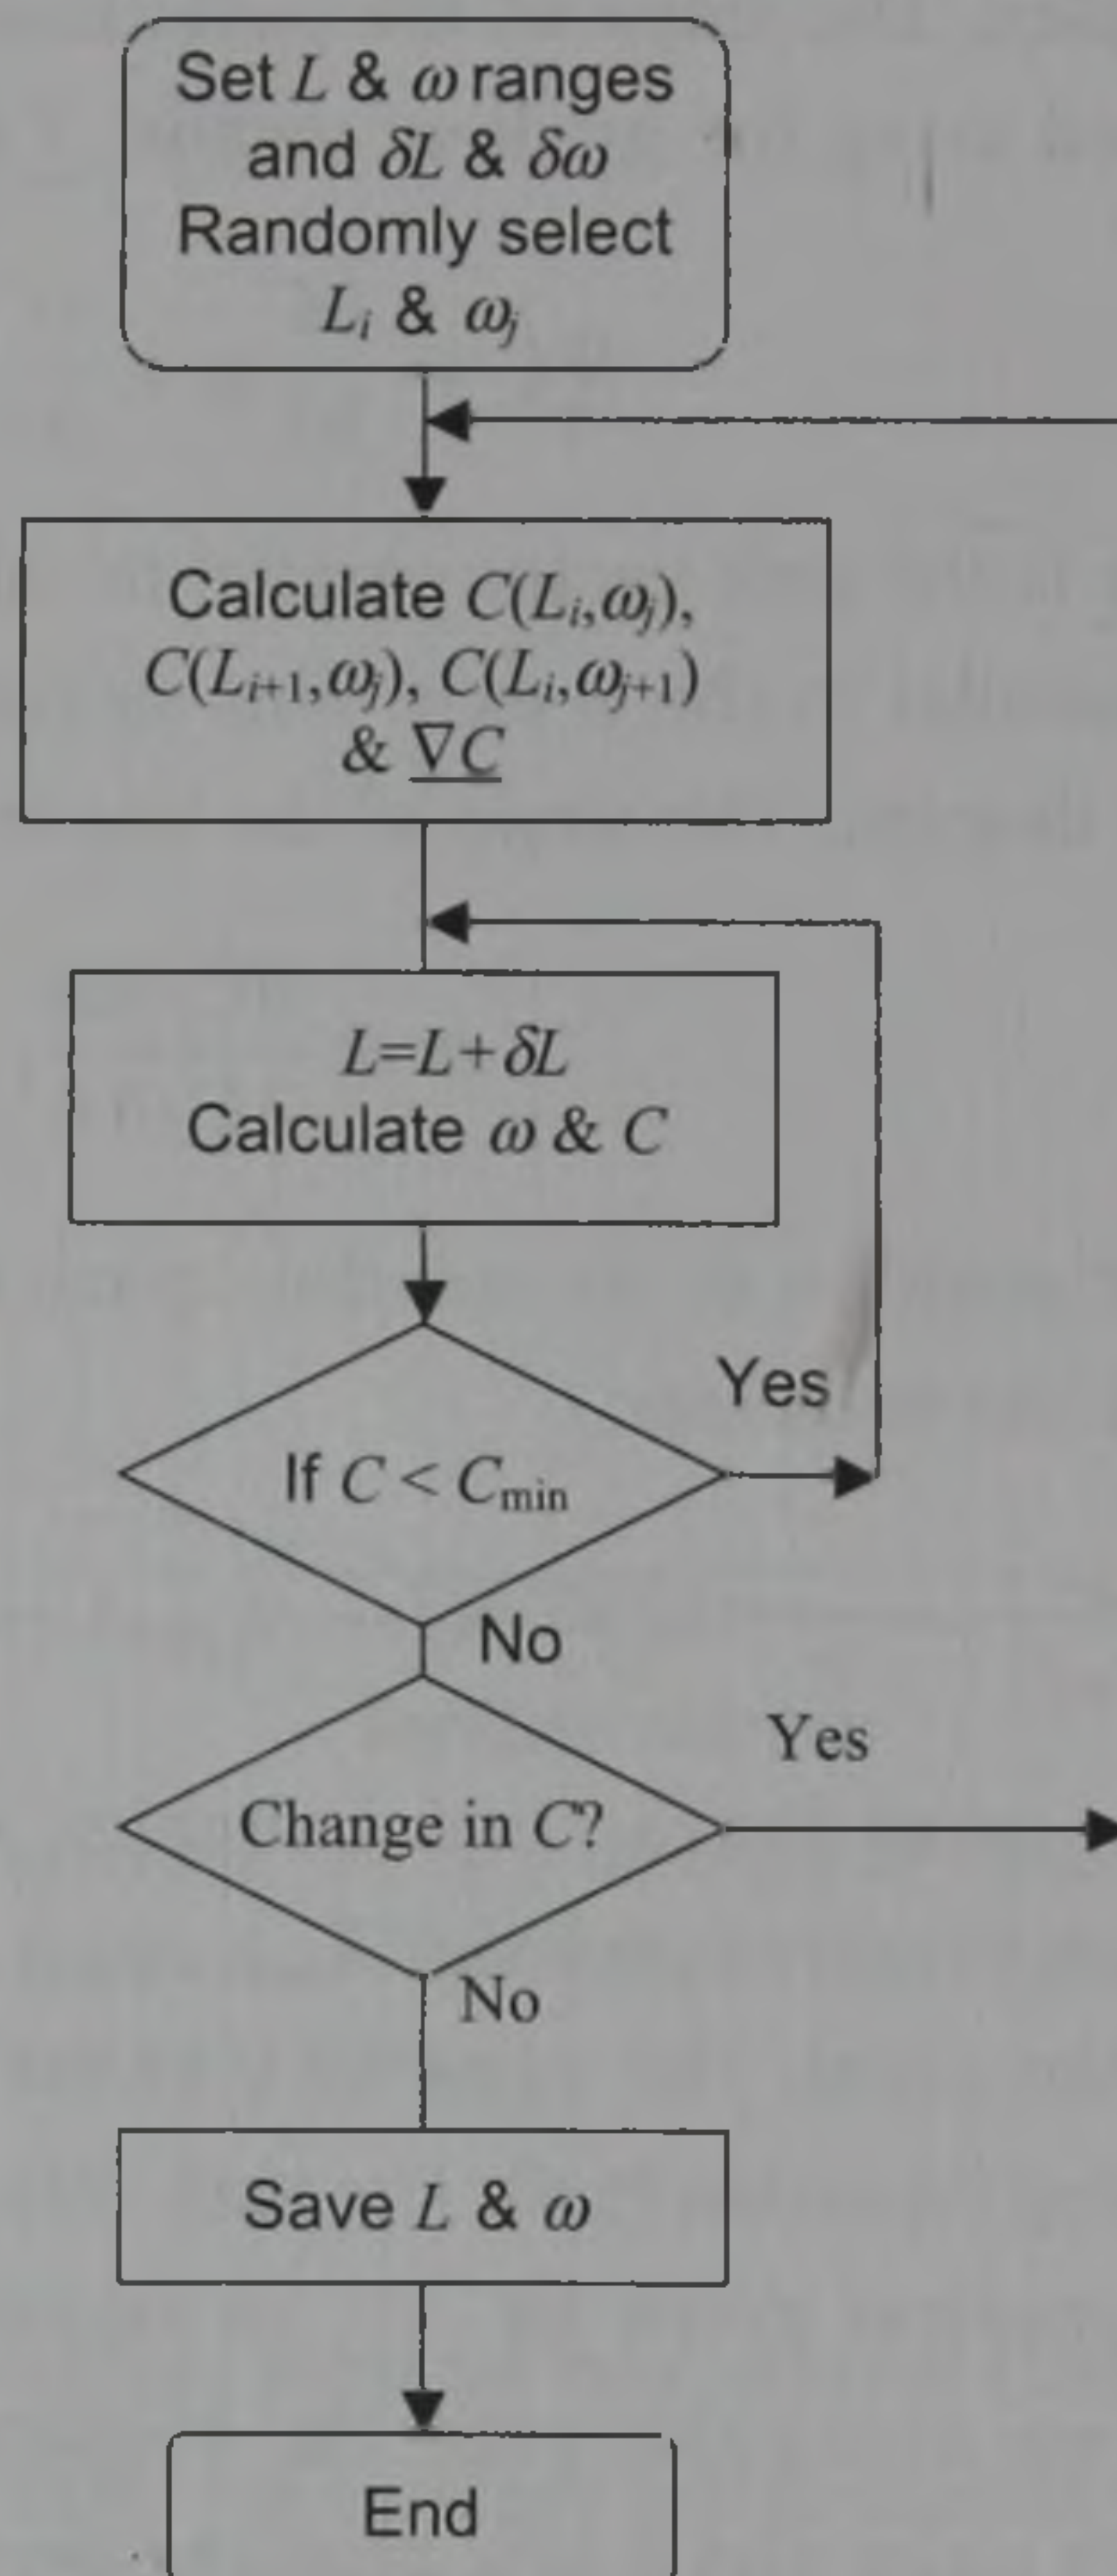 Set L & ω ranges
and δL & δω
Randomly select
Lᵢ & ωⱼ
Calculate C(Lᵢ,ωⱼ),
C(Lᵢ₊₁,ωⱼ), C(Lᵢ,ωⱼ₊₁)
& ∇C
L=L+δL
Calculate ω & C
If C < Cmin
Yes
No
Change in C?
Yes
No
Save L & ω
End